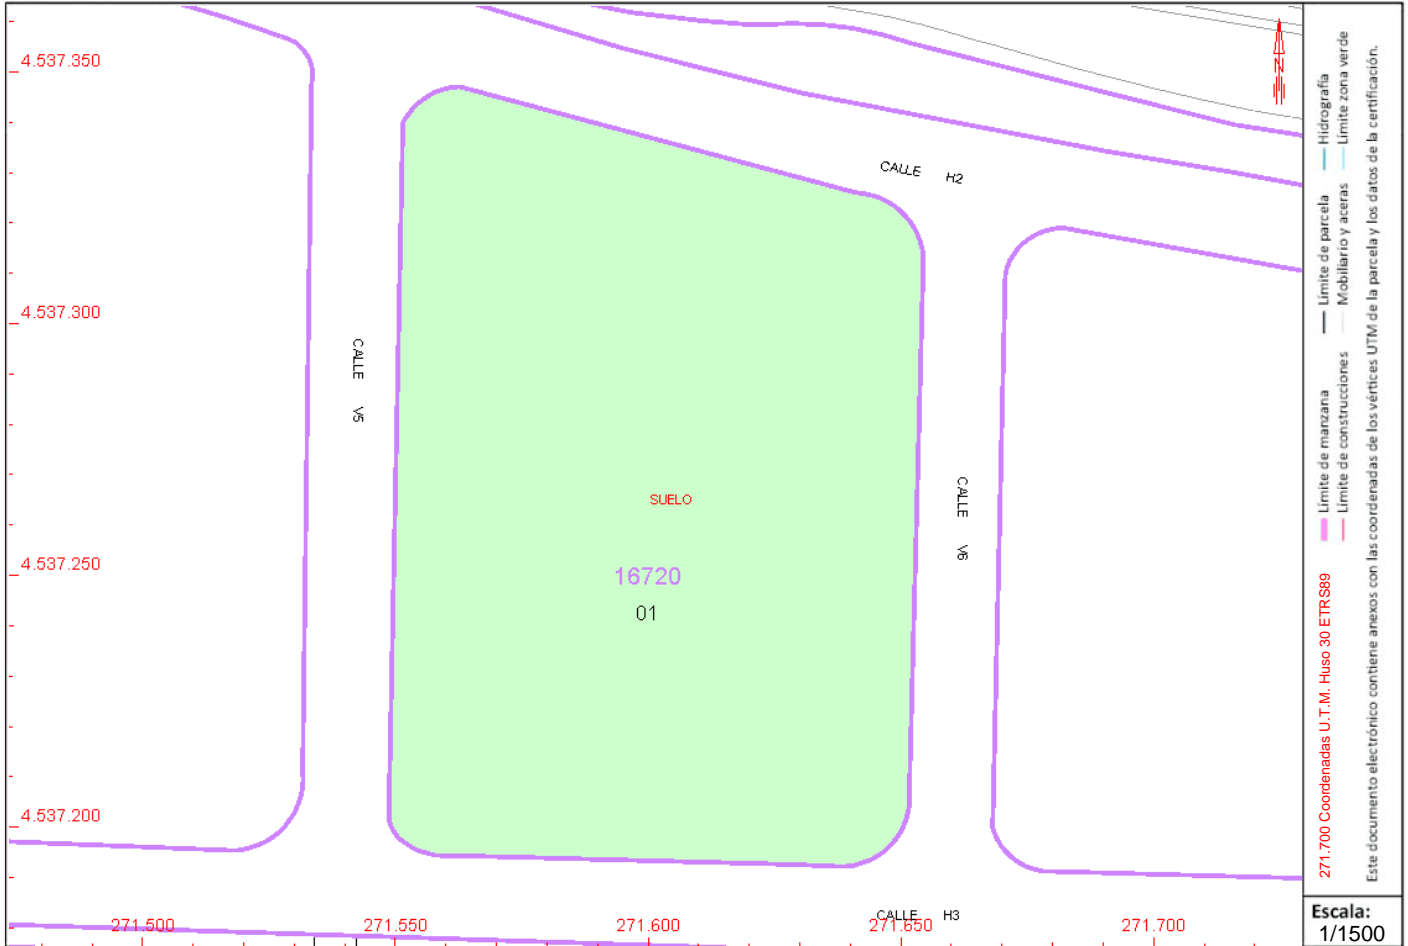 4.537.350
4.537.300
4.537.250
4.537.200
271.500
271.550
271.600
271.650
271.700
CALLE H2
CALLE V5
CALLE V6
CALLE H3
SUELO
16720
01
N
271.700 Coordenadas U.T.M. Huso 30 ETRS89
Límite de manzana
Límite de parcela
Hidrografía
Límite de construcciones
Mobiliario y aceras
Límite zona verde
Este documento electrónico contiene anexos con las coordenadas de los vértices UTM de la parcela y los datos de la certificación.
Escala:
1/1500